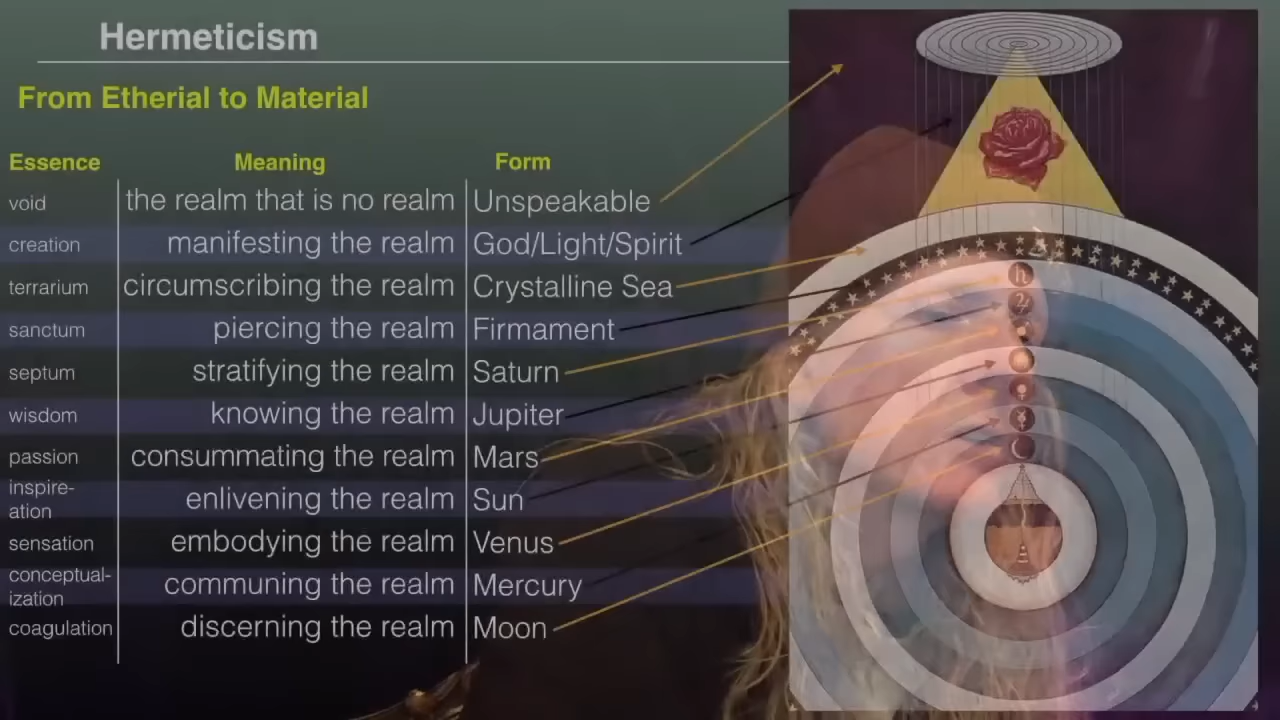 Hermeticism
From Etherial to Material
Essence Meaning Form
void the realm that is no realm Unspeakable
creation manifesting the realm God/Light/Spirit
terrarium circumscribing the realm Crystalline Sea
sanctum piercing the realm Firmament
septum stratifying the realm Saturn
wisdom knowing the realm Jupiter
passion consummating the realm Mars
inspire-
ation enlivening the realm Sun
sensation embodying the realm Venus
conceptual-
ization communing the realm Mercury
coagulation discerning the realm Moon